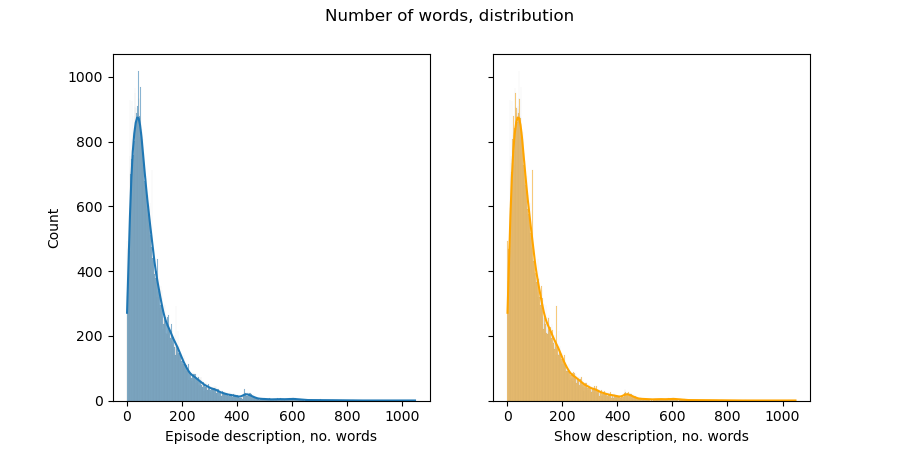 Number of words, distribution
Count
1000
800
600
400
200
0
0 200 400 600 800 1000
Episode description, no. words
0 200 400 600 800 1000
Show description, no. words